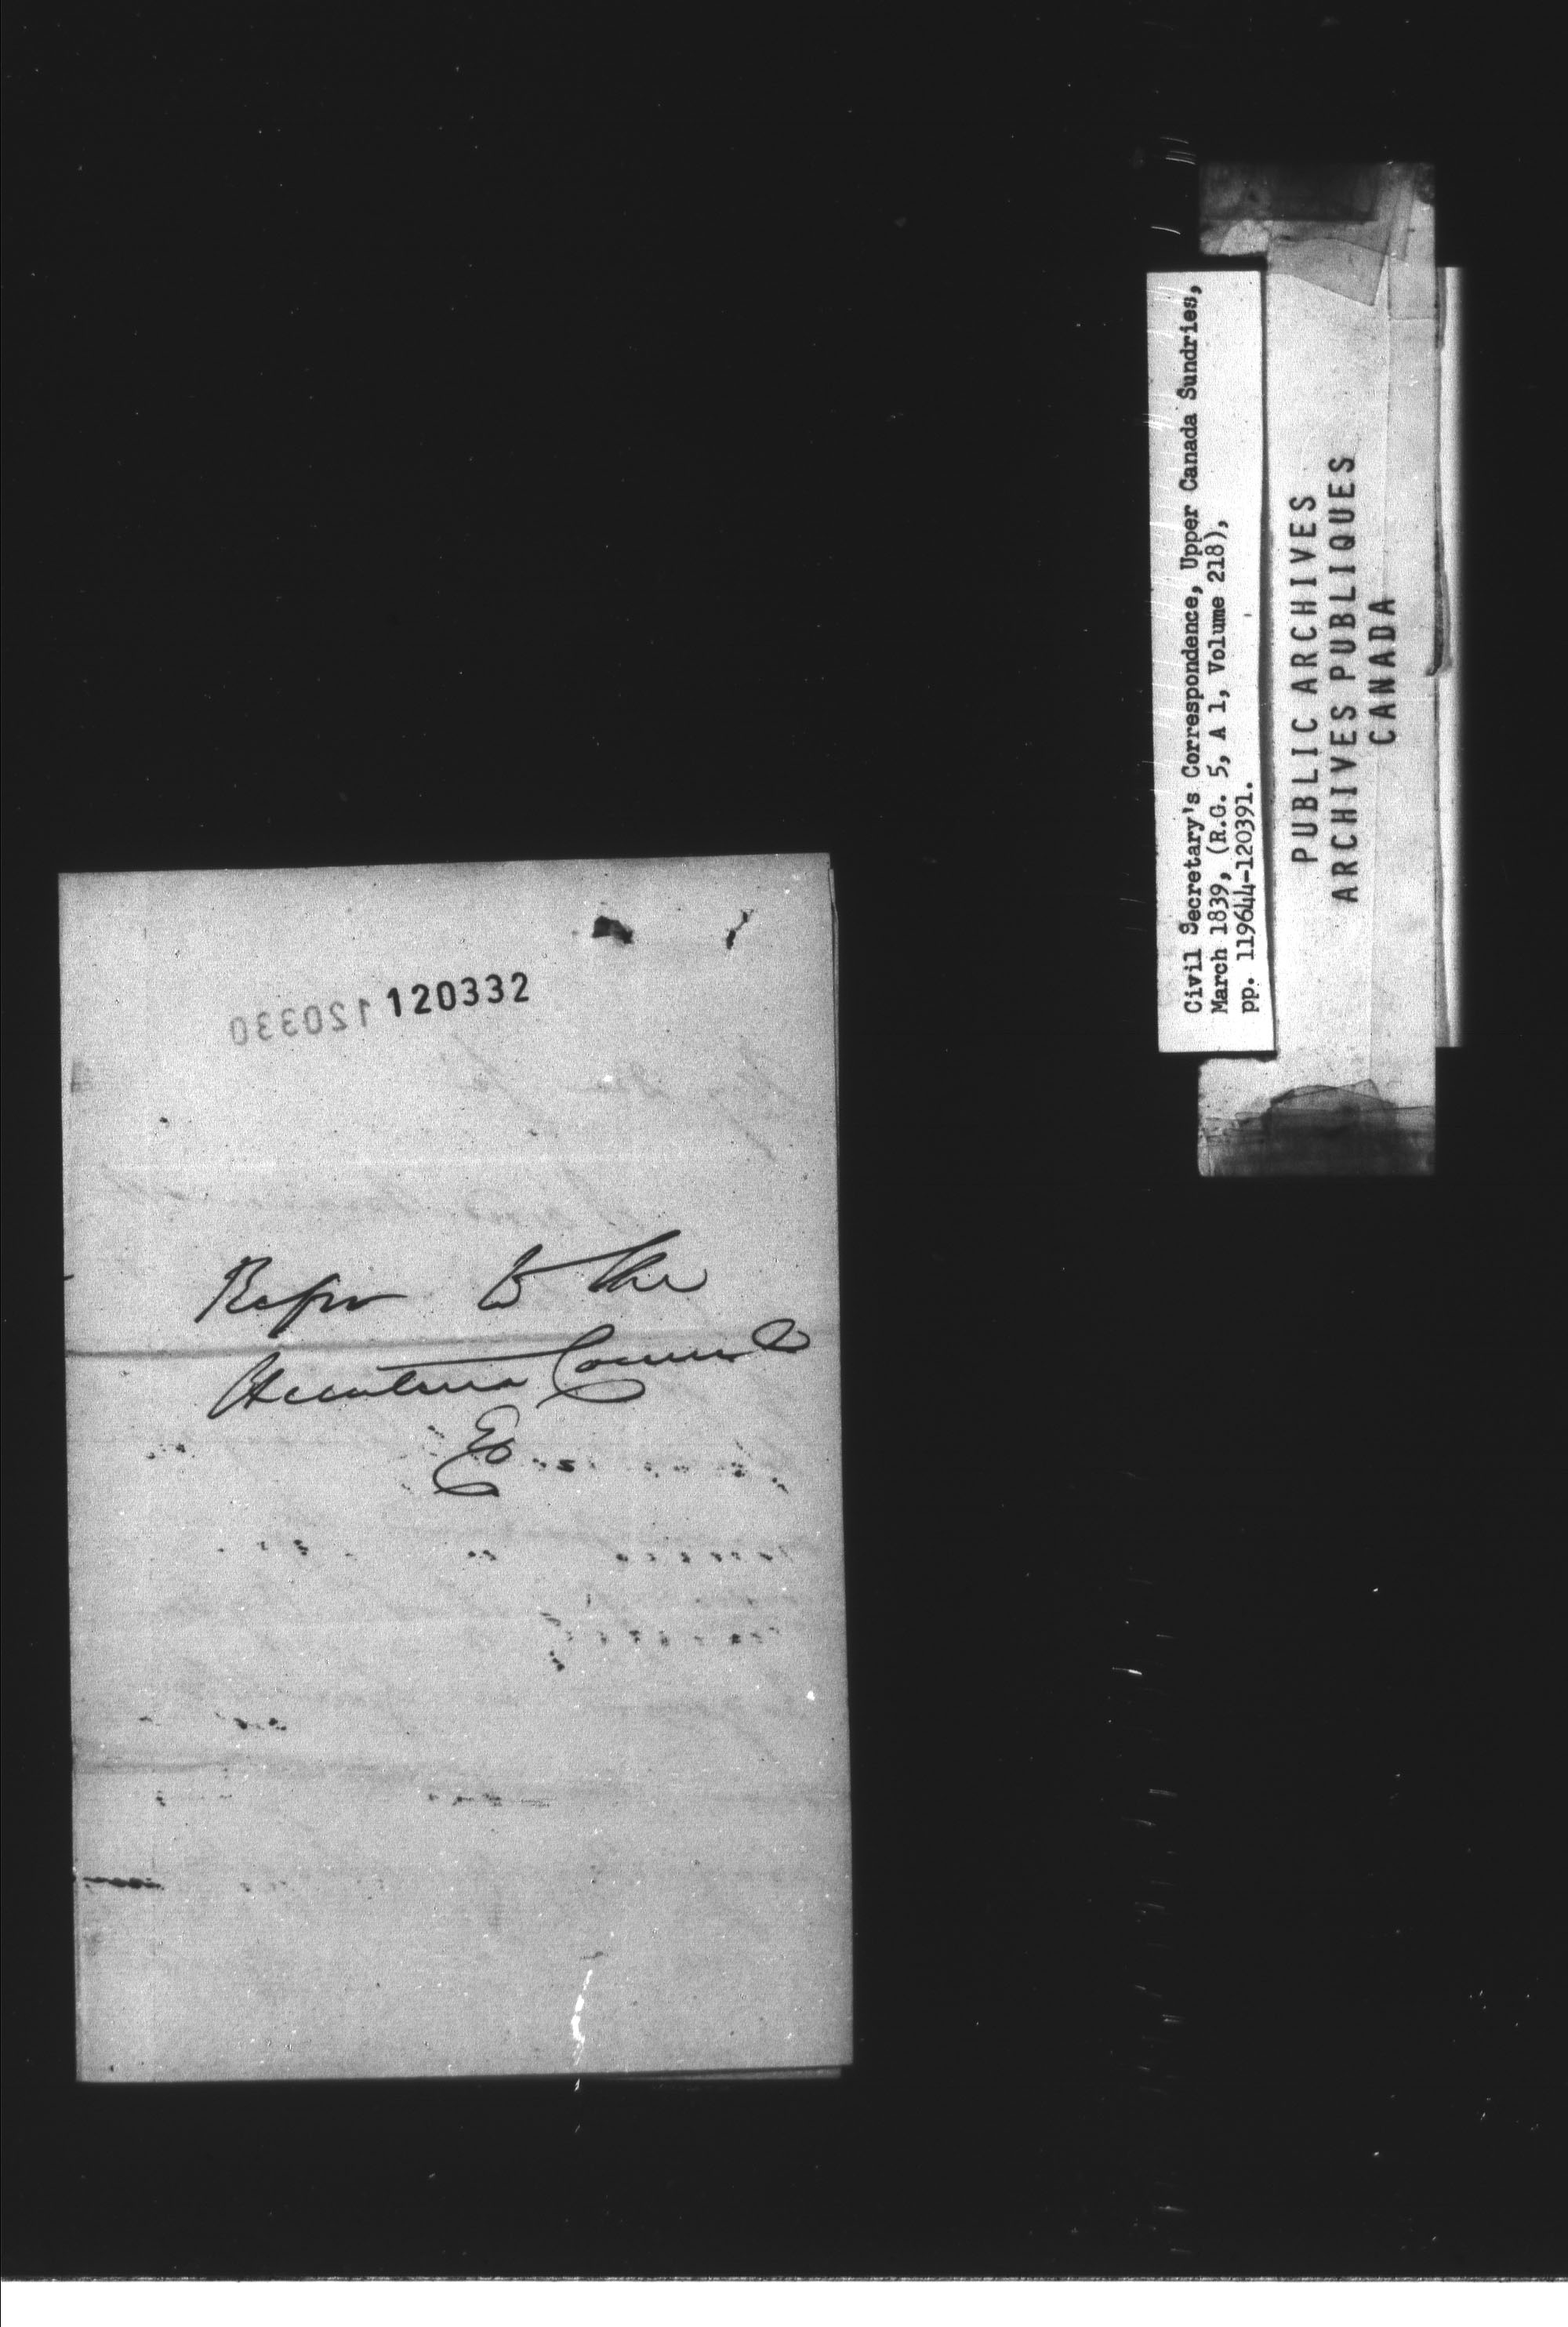 120332
120330
Refer to the
Executive Council
Civil Secretary's Correspondence, Upper Canada Sundries,
March 1839, (R.G. 5, A 1, Volume 218),
pp. 119644-120391.
PUBLIC ARCHIVES
ARCHIVES PUBLIQUES
CANADA